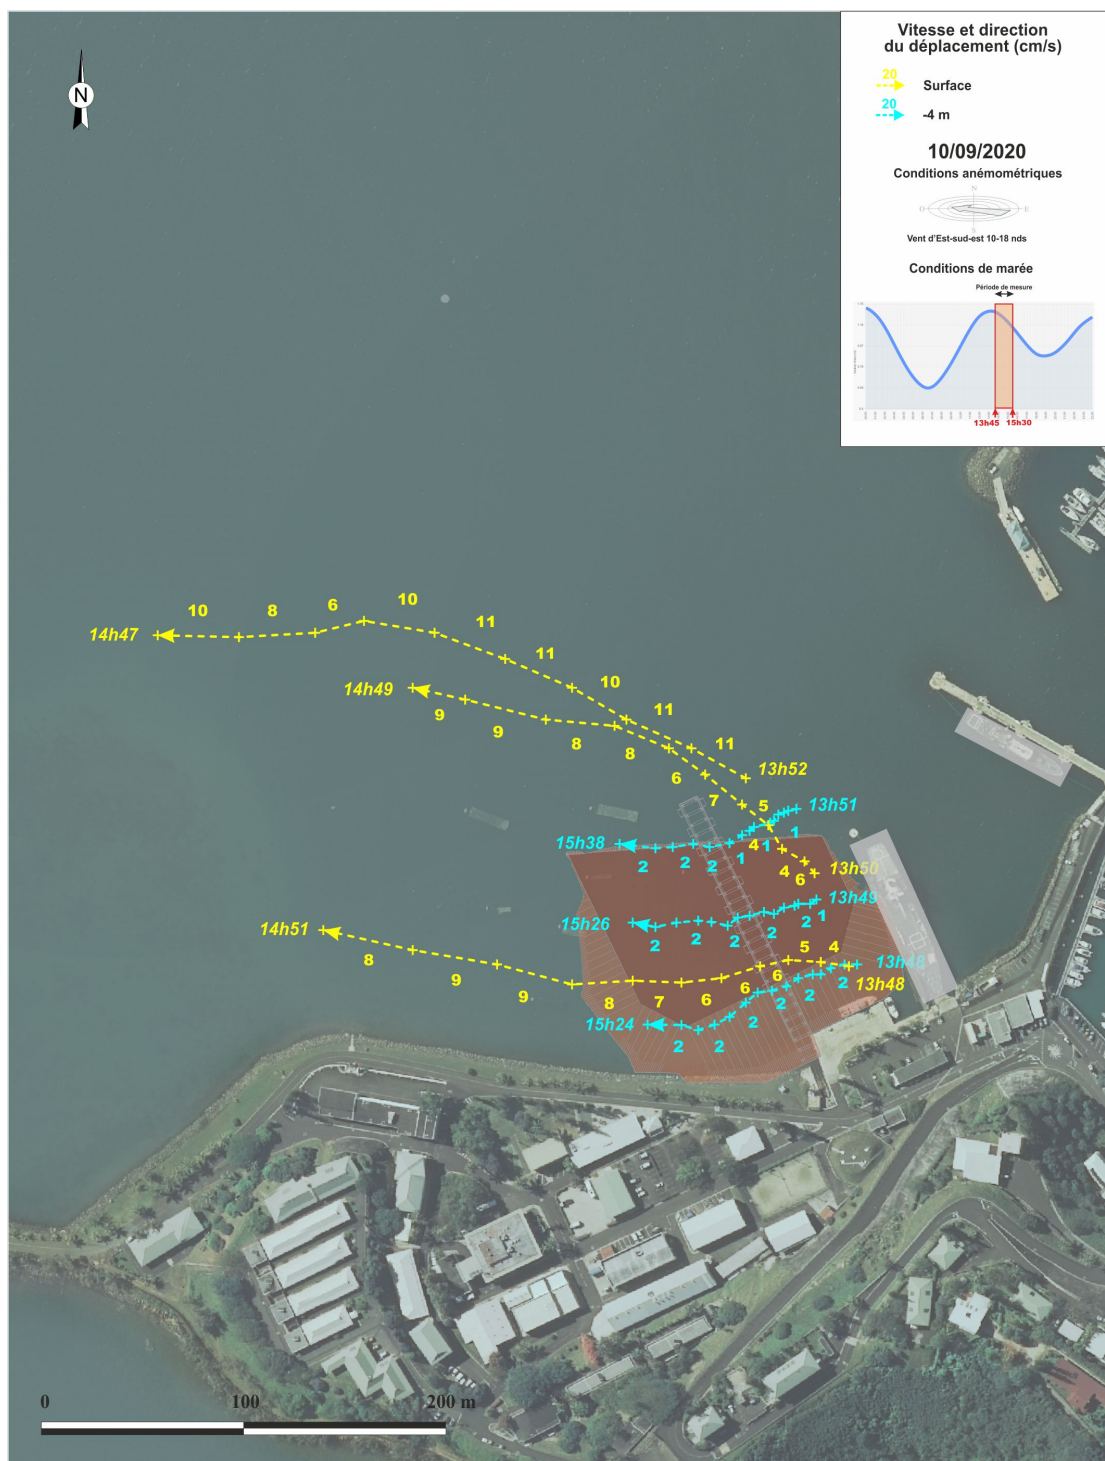 Vitesse et direction
du déplacement (cm/s)
20
Surface
20
-4 m
10/09/2020
Conditions anémométriques
N
O
E
S
Vent d'Est-sud-est 10-18 nds
Conditions de marée
Période de mesure
13h45
15h30
N
10
8
6
10
11
14h47
11
14h49
10
9
11
9
8
8
11
6
13h52
7
5
13h51
15h38
4
1
1
1
2
2
2
2
4
6
13h50
13h49
15h26
2
2
2
2
2
2
1
14h51
8
9
9
8
7
6
6
6
5
4
13h48
13h48
2
2
2
2
15h24
2
2
0
100
200 m